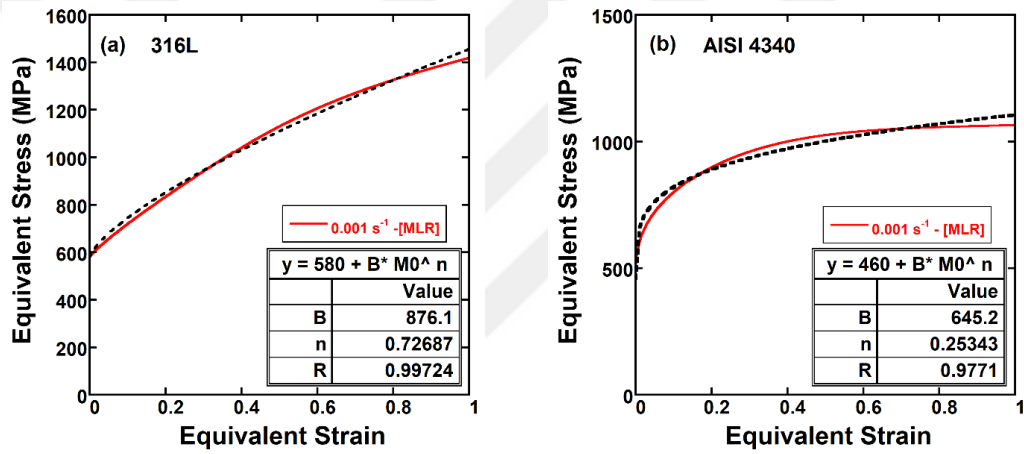 (a) 316L
Equivalent Stress (MPa)
1600
1400
1200
1000
800
600
400
200
0
0.001 s⁻¹ -[MLR]
y = 580 + B* M0^ n
Value
B 876.1
n 0.72687
R 0.99724
0 0.2 0.4 0.6 0.8 1
Equivalent Strain
(b) AISI 4340
Equivalent Stress (MPa)
1500
1000
500
0
0.001 s⁻¹ -[MLR]
y = 460 + B* M0^ n
Value
B 645.2
n 0.25343
R 0.9771
0 0.2 0.4 0.6 0.8 1
Equivalent Strain